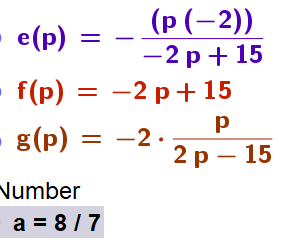 e(p) = − (p (−2)) / −2 p + 15
f(p) = −2 p + 15
g(p) = −2 · p / 2 p − 15
Number
a = 8 / 7